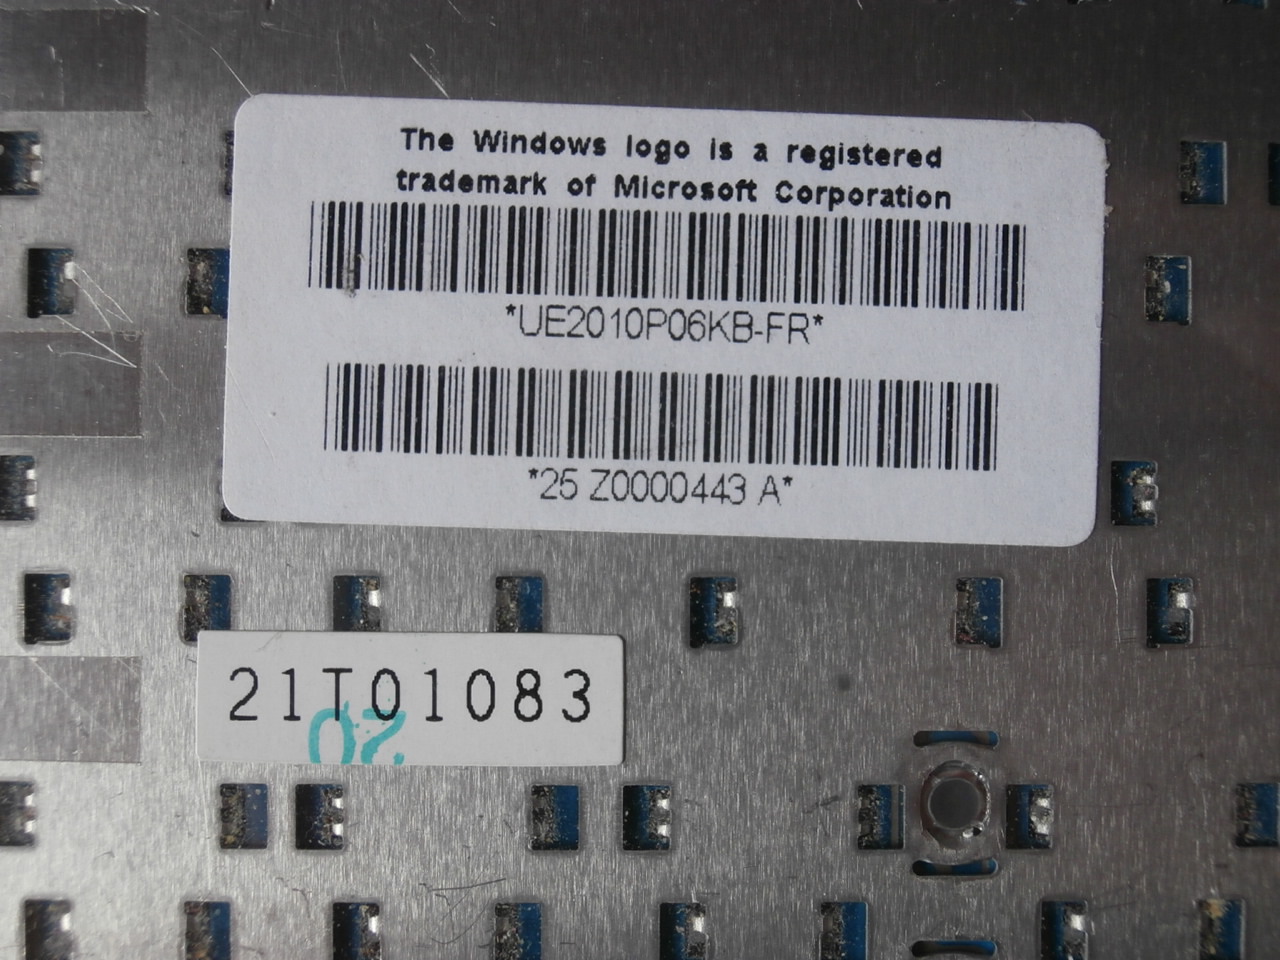 The Windows logo is a registered
trademark of Microsoft Corporation
*UE2010P06KB-FR*
*25 Z0000443 A*
21T01083